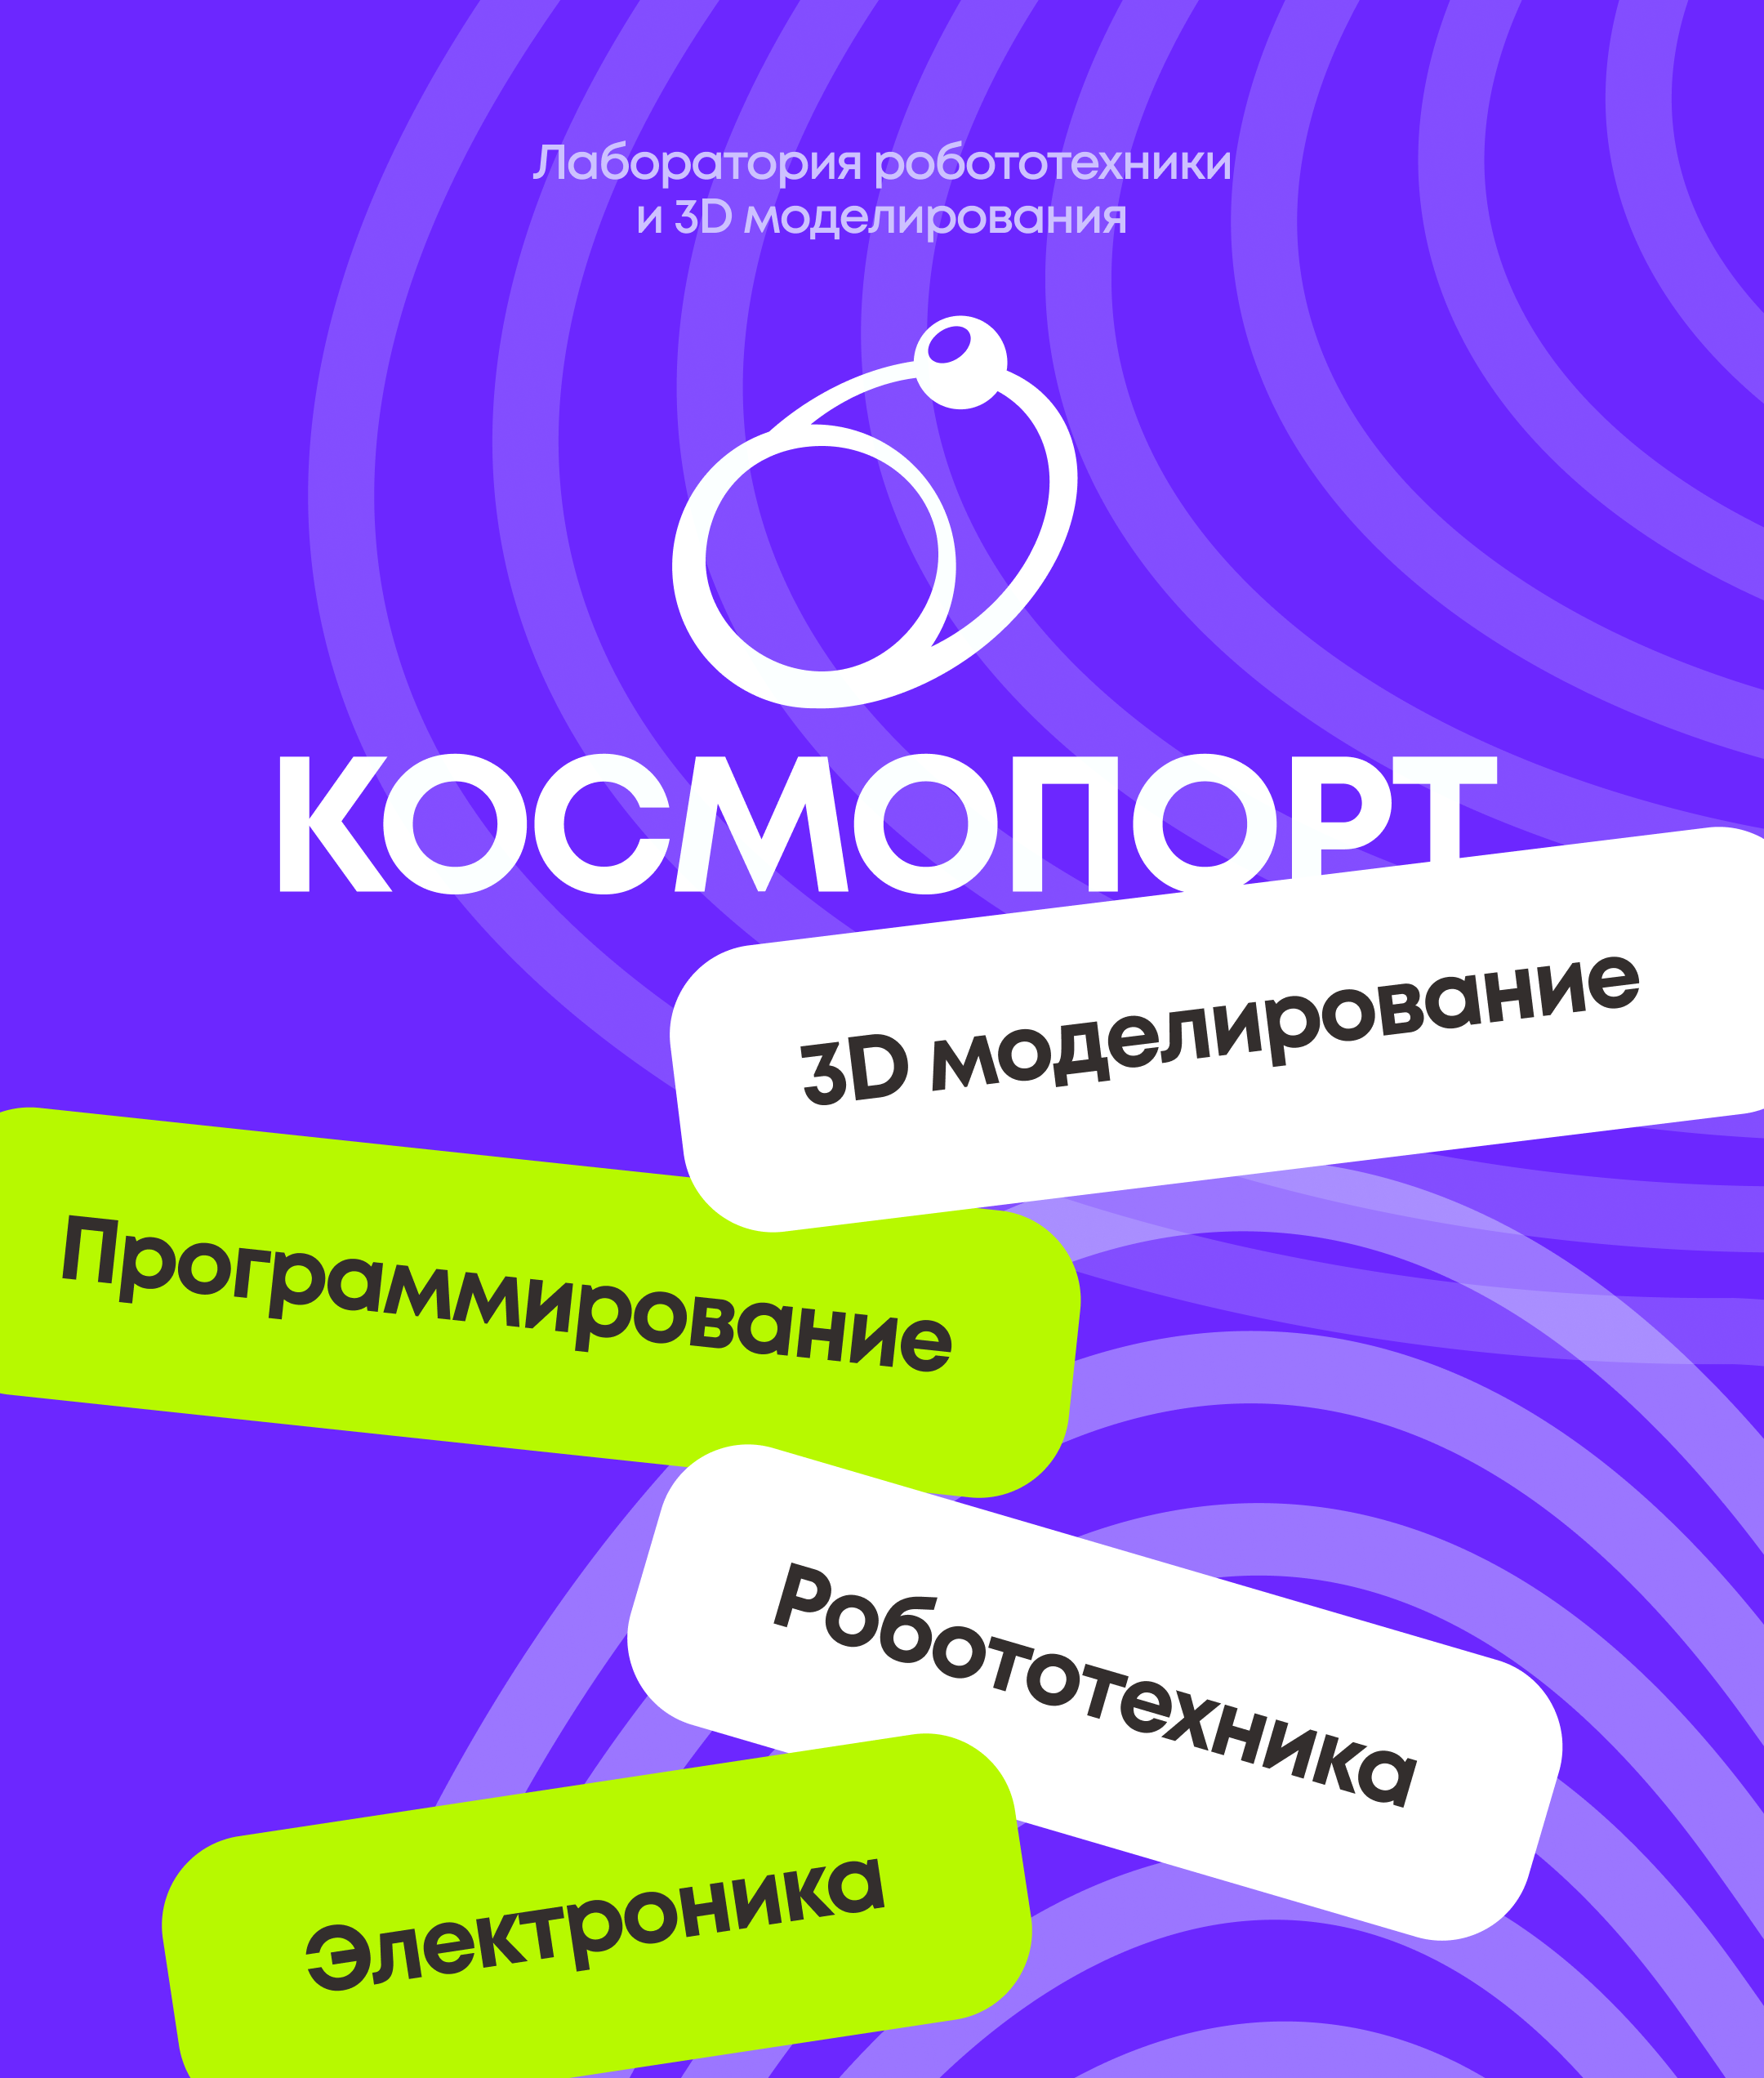 Лаборатория робототехники
и 3D моделирования
КОСМОПОРТ
3D моделирование
Программирование
Робототехника
Электроника